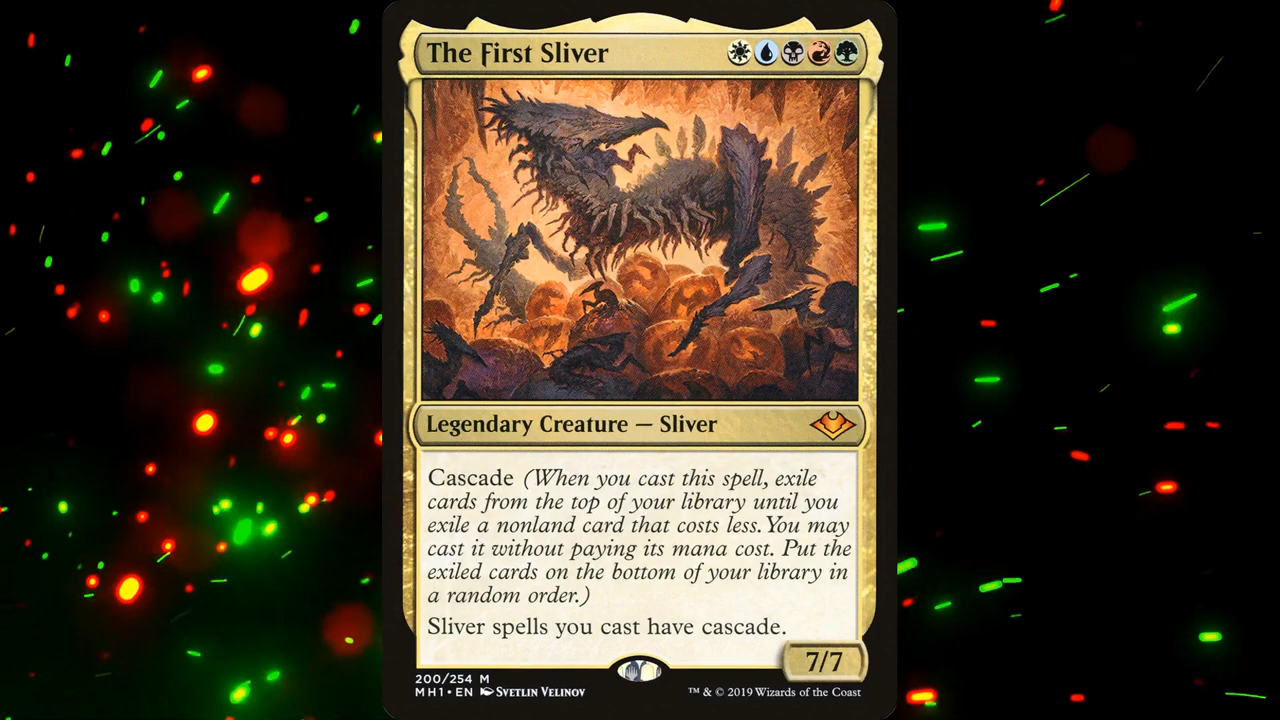 The First Sliver
Legendary Creature — Sliver
Cascade (When you cast this spell, exile
cards from the top of your library until you
exile a nonland card that costs less. You may
cast it without paying its mana cost. Put the
exiled cards on the bottom of your library in
a random order.)
Sliver spells you cast have cascade.
7/7
200/254 M
MH1 • EN Svetlin Velinov
™ & © 2019 Wizards of the Coast